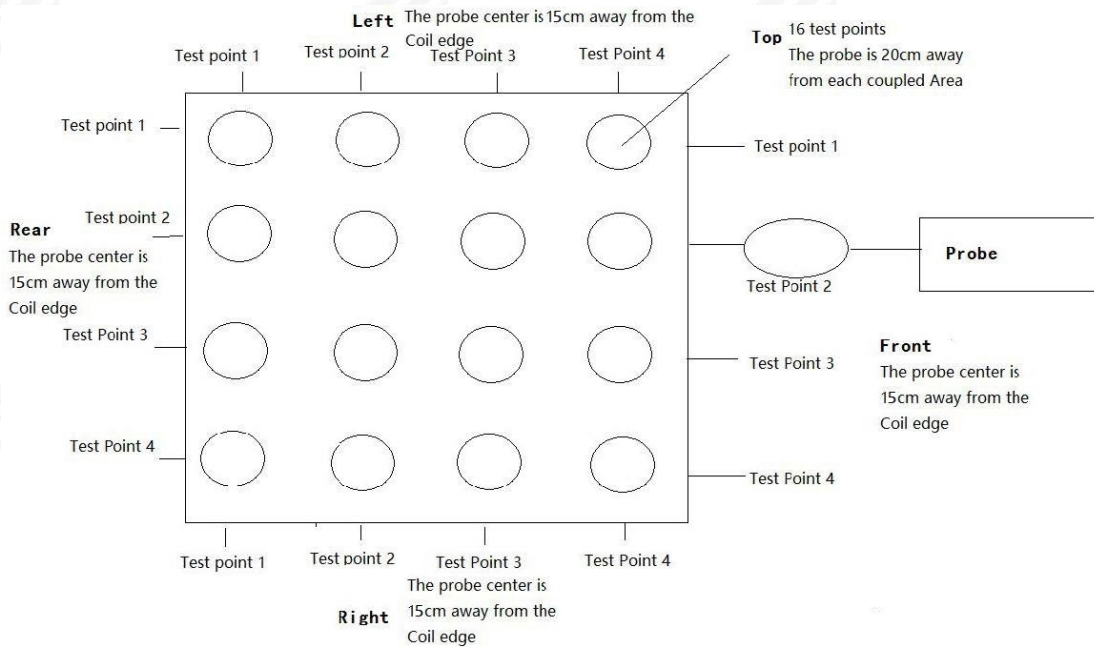 Left The probe center is 15cm away from the
Coil edge
Top 16 test points
The probe is 20cm away
from each coupled Area
Test point 1
Test point 2
Test Point 3
Test Point 4
Test point 1
Test point 1
Test point 2
Rear
The probe center is
15cm away from the
Coil edge
Probe
Test Point 2
Test Point 3
Test Point 3
Front
The probe center is
15cm away from the
Coil edge
Test Point 4
Test Point 4
Test point 1
Test point 2
Test Point 3
Test Point 4
The probe center is
Right 15cm away from the
Coil edge